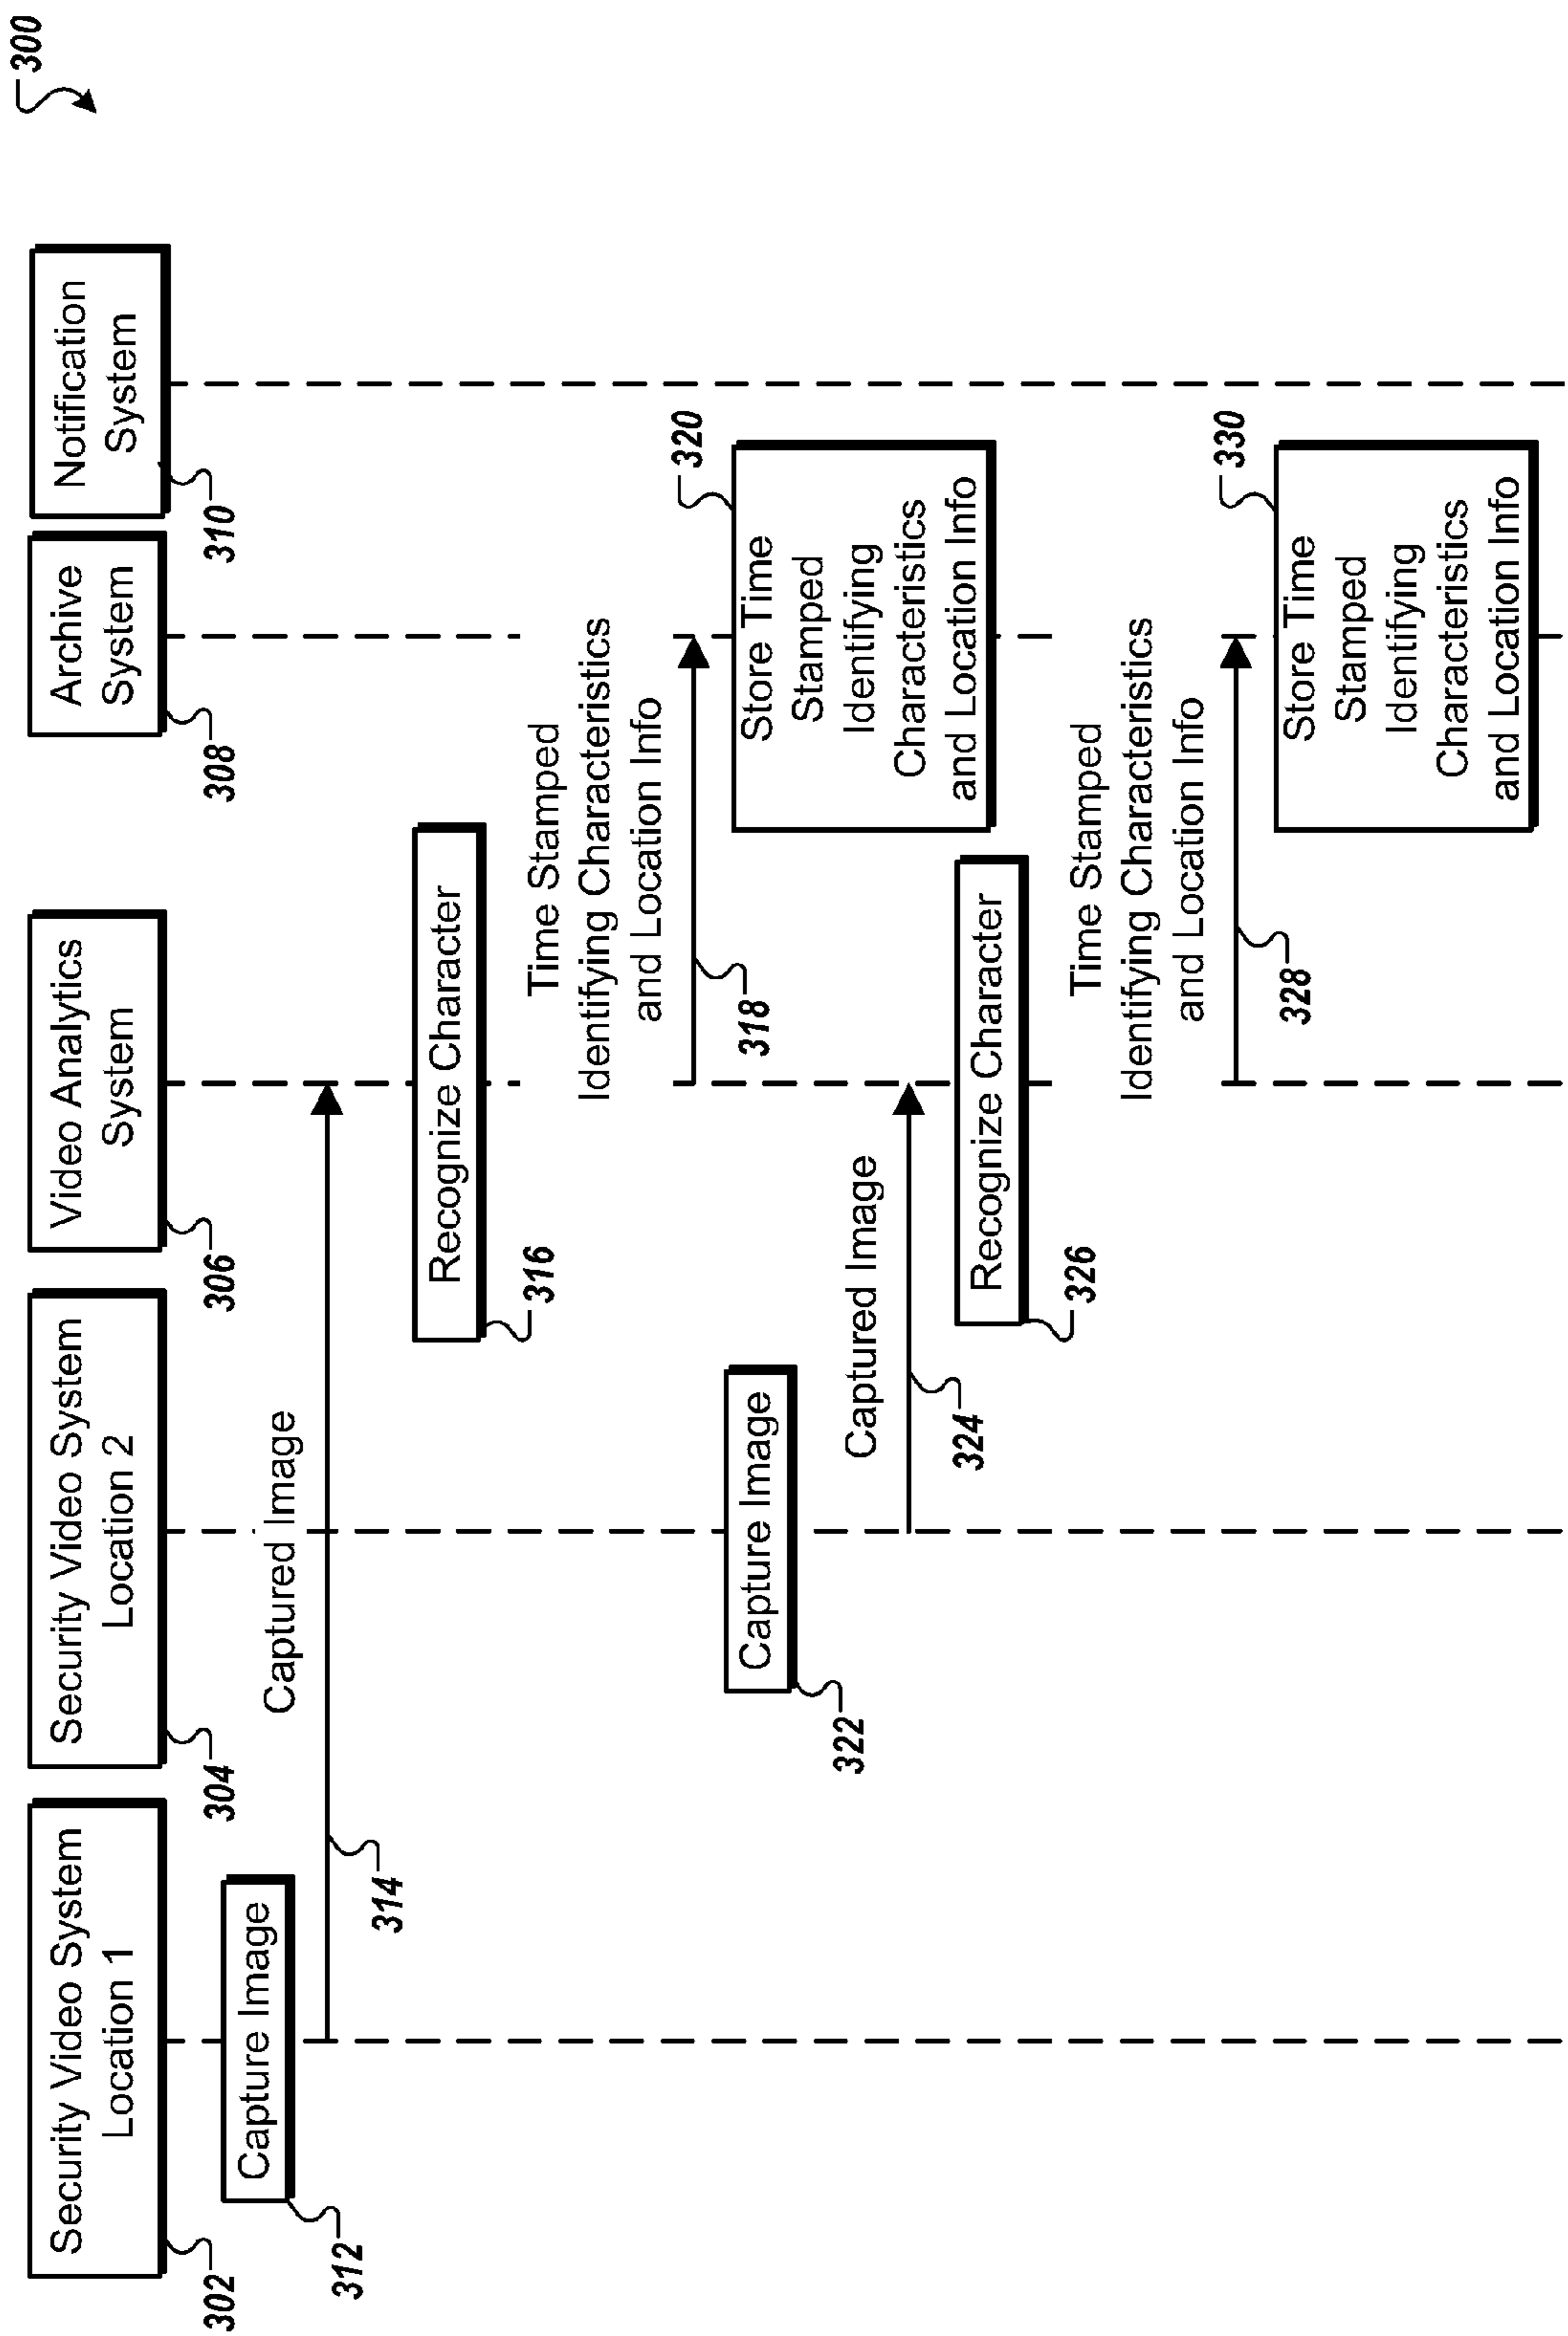 300
Security Video System
Location 1
302
Security Video System
Location 2
304
Video Analytics
System
306
Archive
System
308
Notification
System
310
Capture Image
312
Captured Image
314
Recognize Character
316
Time Stamped
Identifying Characteristics
and Location Info
318
320
Store Time
Stamped
Identifying
Characteristics
and Location Info
Capture Image
322
Captured Image
324
Recognize Character
326
Time Stamped
Identifying Characteristics
and Location Info
328
330
Store Time
Stamped
Identifying
Characteristics
and Location Info